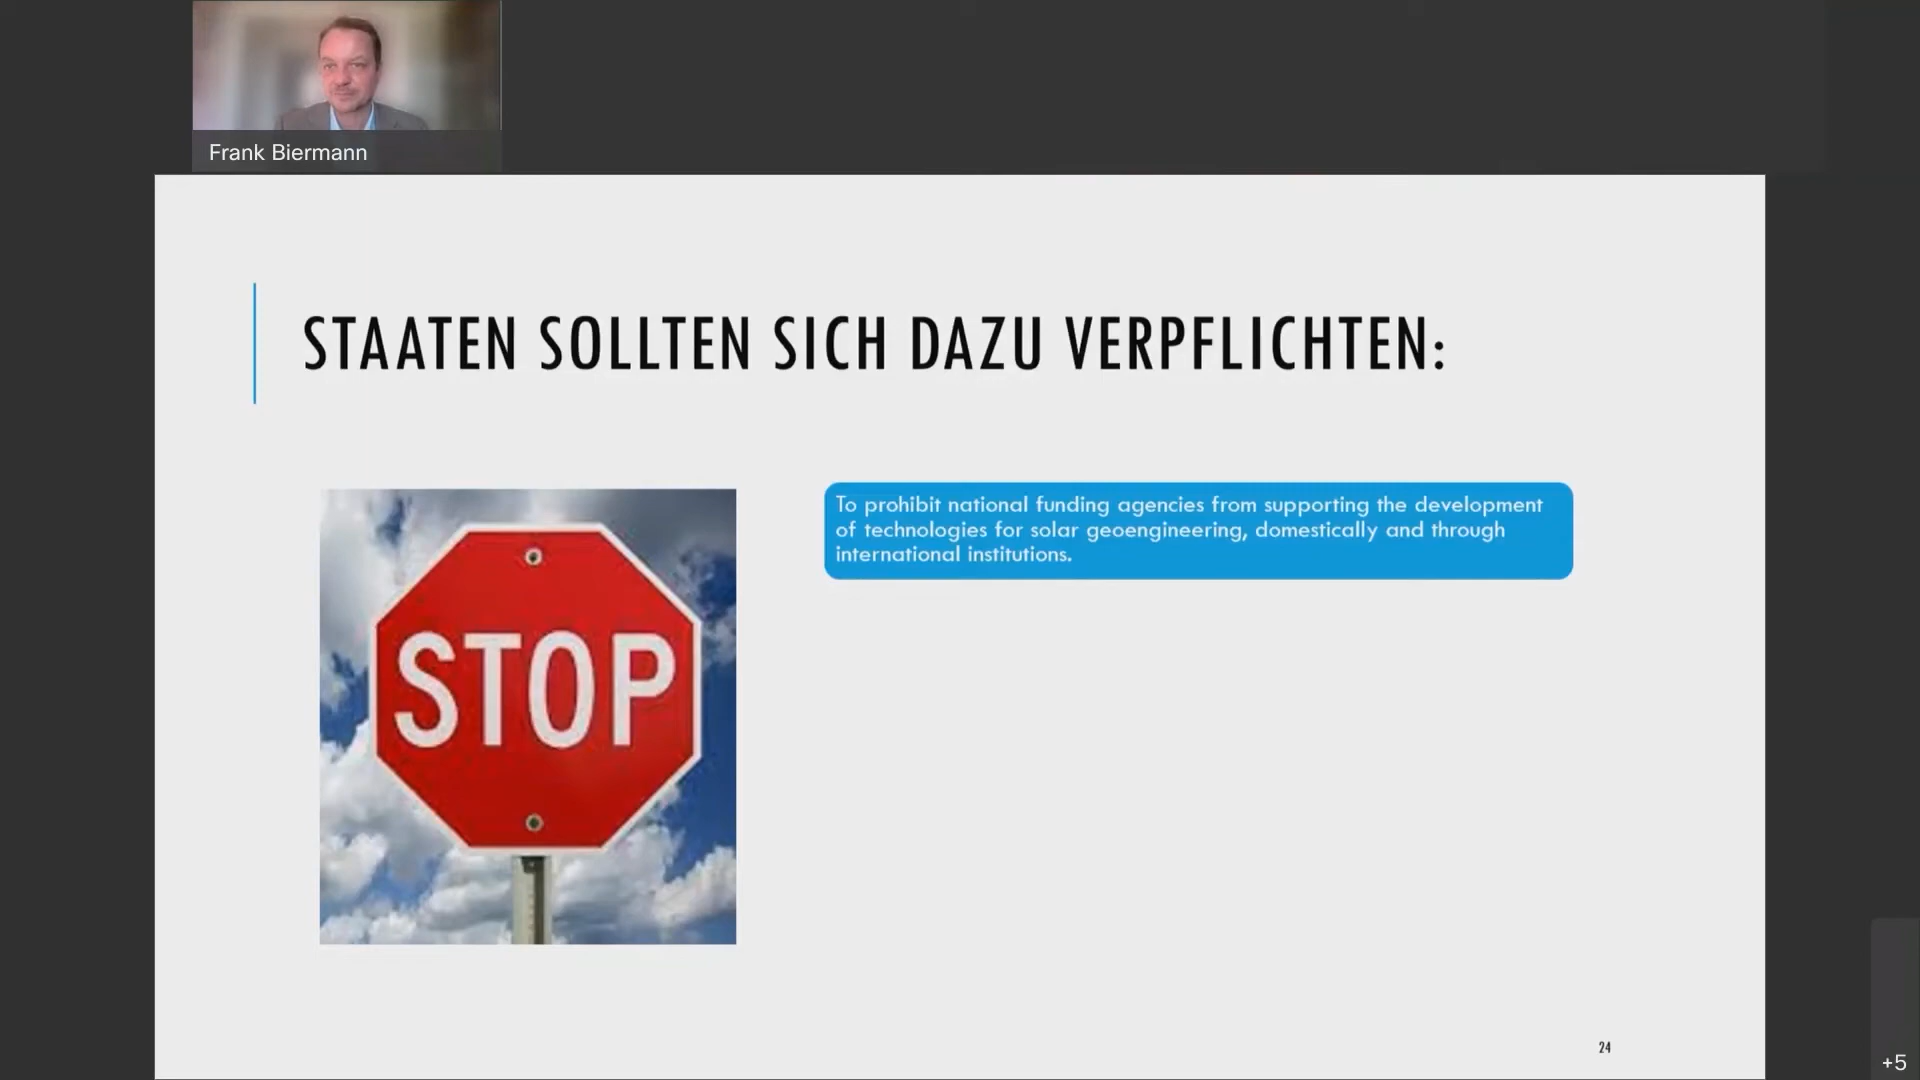 Frank Biermann
STAATEN SOLLTEN SICH DAZU VERPFLICHTEN:
To prohibit national funding agencies from supporting the development
of technologies for solar geoengineering, domestically and through
international institutions.
STOP
24
+5